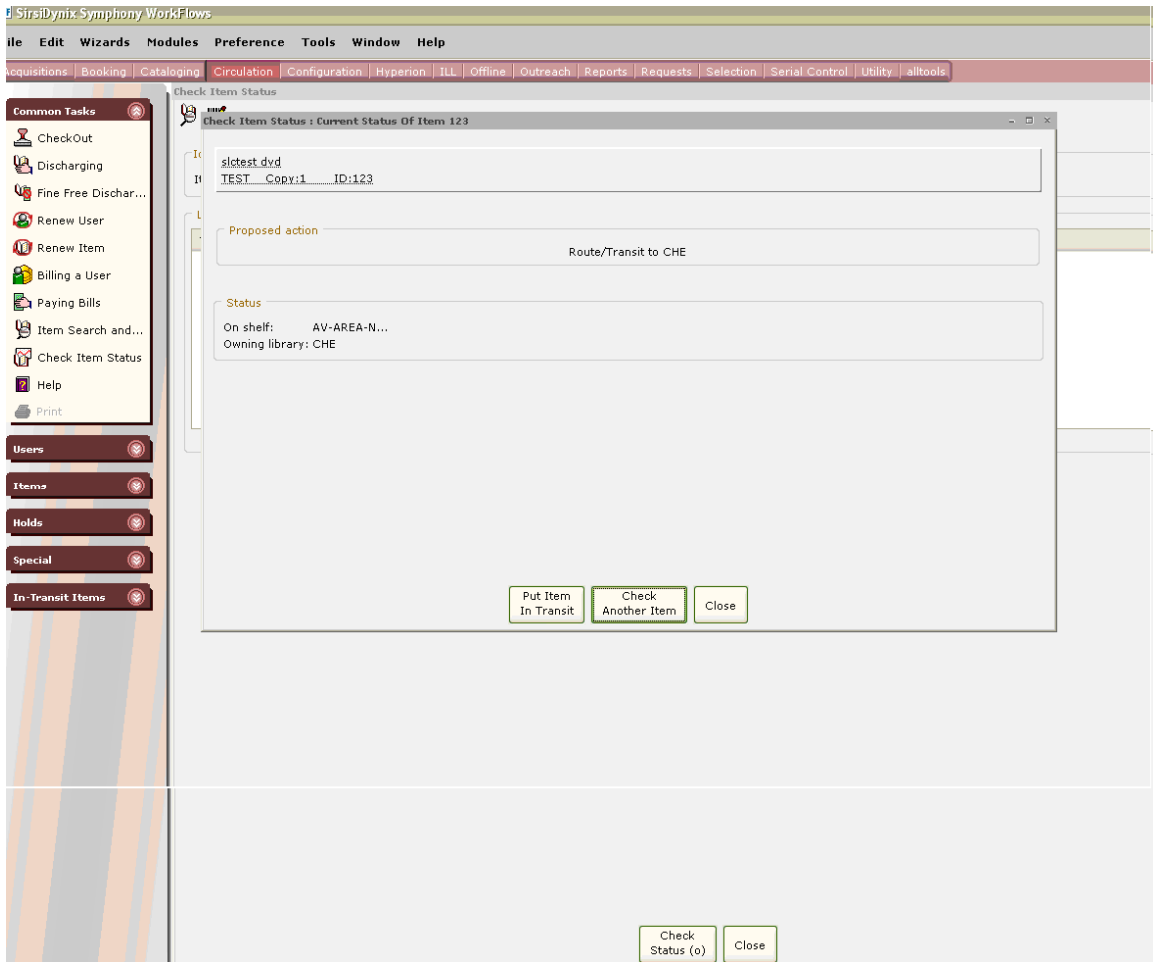 SirsiDynix Symphony WorkFlows
ile Edit Wizards Modules Preference Tools Window Help
Acquisitions Booking Cataloging Circulation Configuration Hyperion ILL Offline Outreach Reports Requests Selection Serial Control Utility alltools
Check Item Status
Common Tasks
CheckOut
Discharging
Fine Free Dischar...
Renew User
Renew Item
Billing a User
Paying Bills
Item Search and...
Check Item Status
Help
Print
Users
Items
Holds
Special
In-Transit Items
Check Item Status : Current Status Of Item 123
slctest dvd
TEST Copy:1 ID:123
Proposed action
Route/Transit to CHE
Status
On shelf: AV-AREA-N...
Owning library: CHE
Put Item
In Transit
Check
Another Item
Close
Check
Status (o)
Close